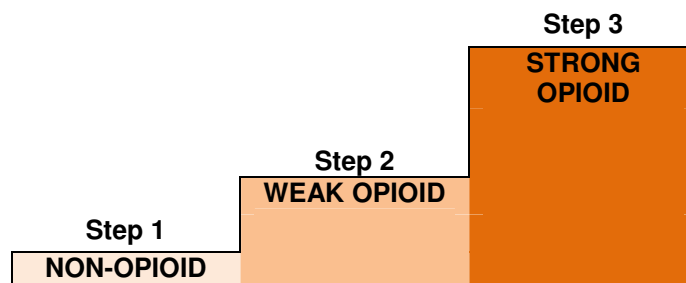 Step 3
STRONG
OPIOID
Step 2
WEAK OPIOID
Step 1
NON-OPIOID